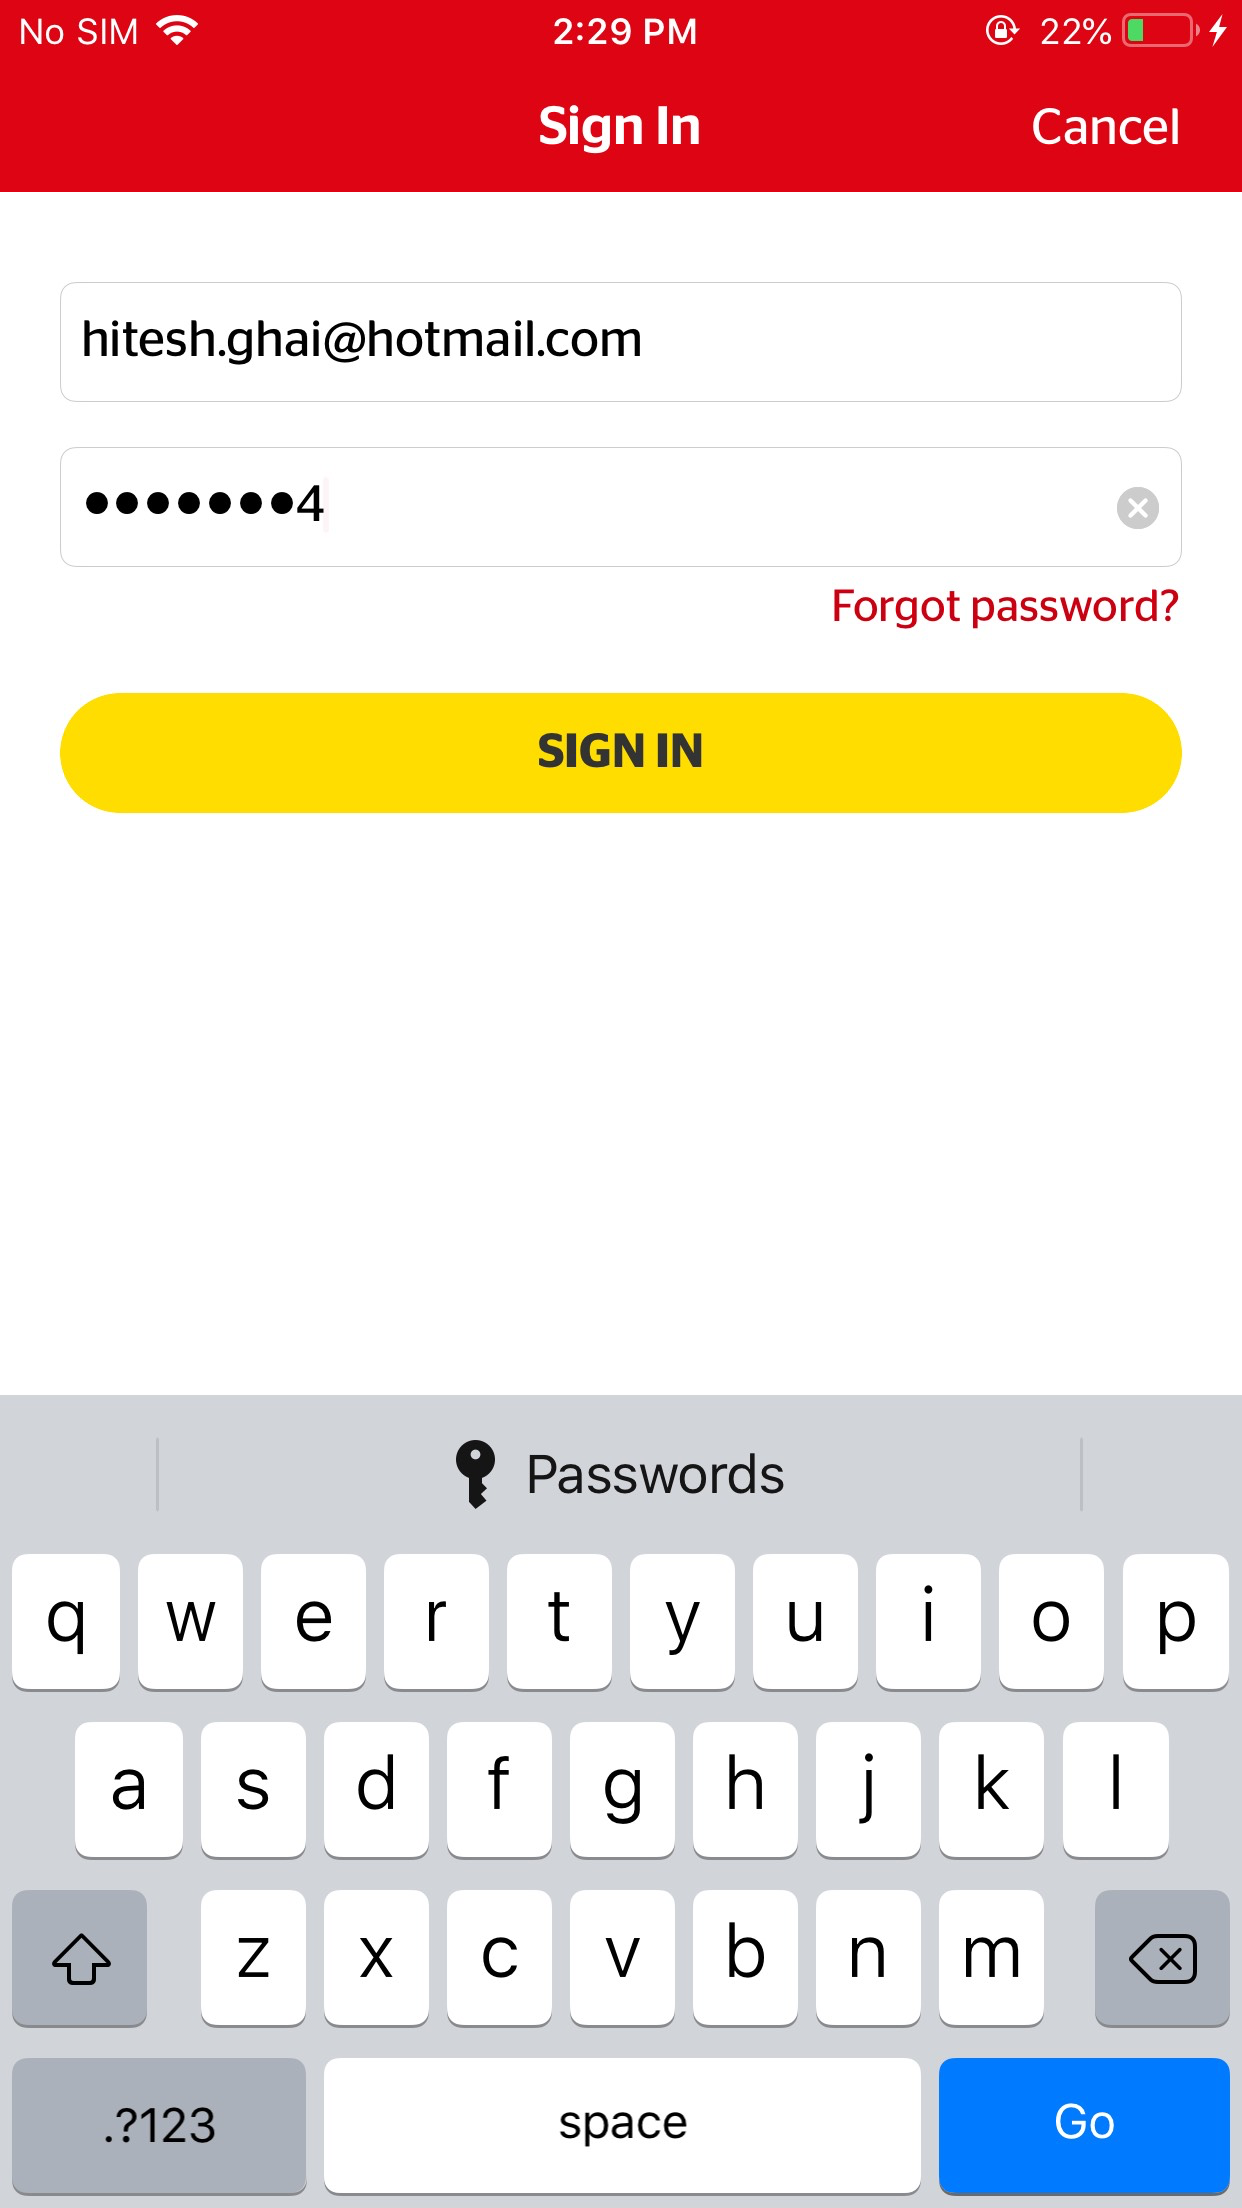 No SIM 2:29 PM 22%
Sign In Cancel
hitesh.ghai@hotmail.com
•••••••4
Forgot password?
SIGN IN
Passwords
q w e r t y u i o p
a s d f g h j k l
z x c v b n m
.?123 space Go